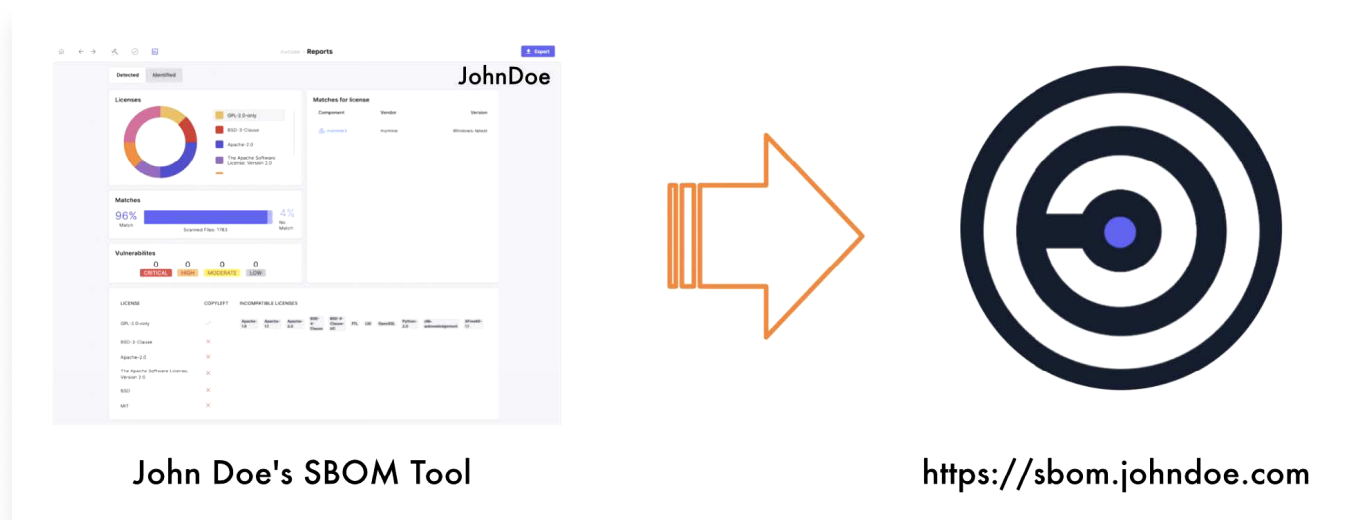 Reports
Export
JohnDoe
Detected Identified
Licenses
GPL-2.0-only
BSD-3-Clause
Apache-2.0
The Apache Software
License, Version 2.0
Matches for license
Component Vendor Version
Matches
96%
Match
Scanned Files: 1763
No
Match
Vulnerabilites
0 0 0 0
CRITICAL HIGH MODERATE LOW
LICENSE COPYLEFT INCOMPATIBLE LICENSES
GPL-2.0-only
BSD-3-Clause
Apache-2.0
The Apache Software License,
Version 2.0
BSD
MIT
John Doe's SBOM Tool
https://sbom.johndoe.com